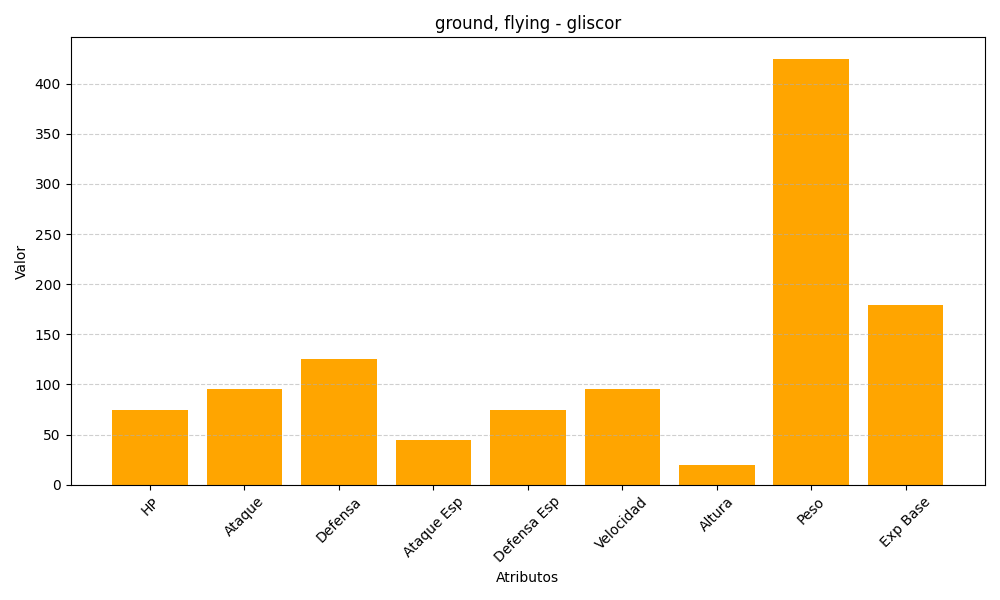 ground, flying - gliscor
Valor
400
350
300
250
200
150
100
50
0
HP
Ataque
Defensa
Ataque Esp
Defensa Esp
Velocidad
Altura
Peso
Exp Base
Atributos